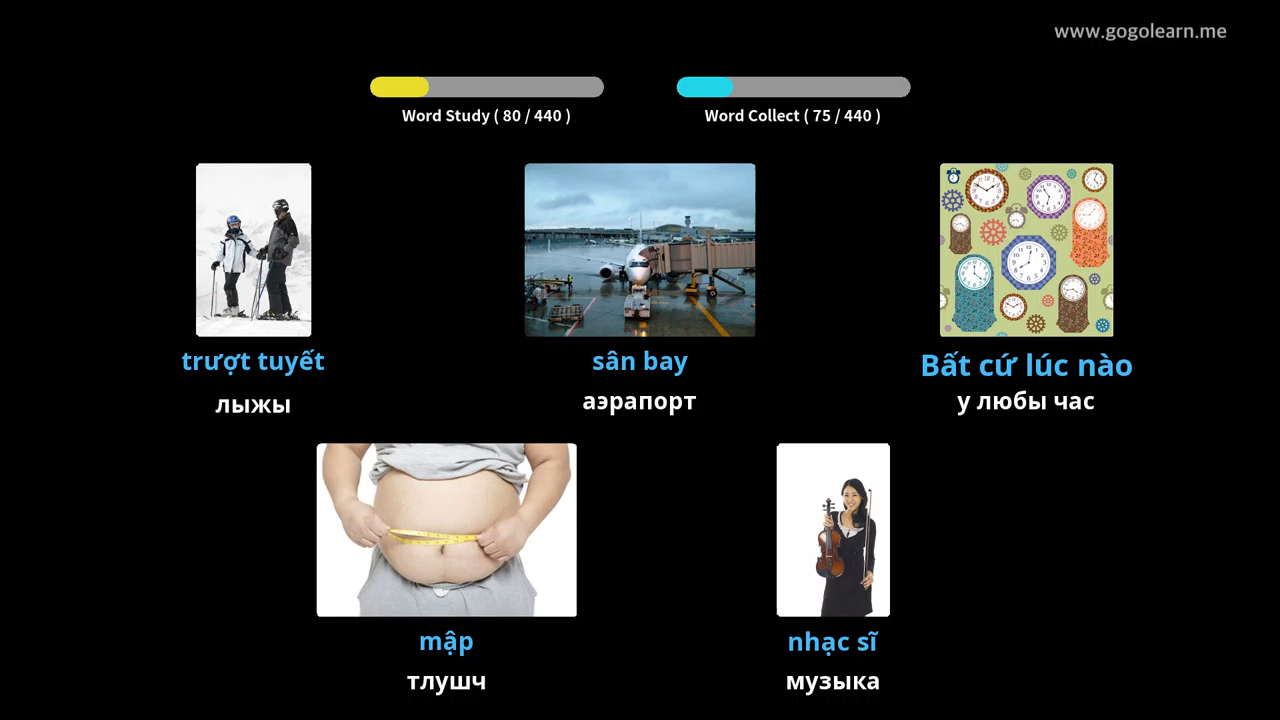 www.gogolearn.me
Word Study ( 80 / 440 )
Word Collect ( 75 / 440 )
trượt tuyết
лыжы
sân bay
аэрапорт
Bất cứ lúc nào
у любы час
mập
тлушч
nhạc sĩ
музыка